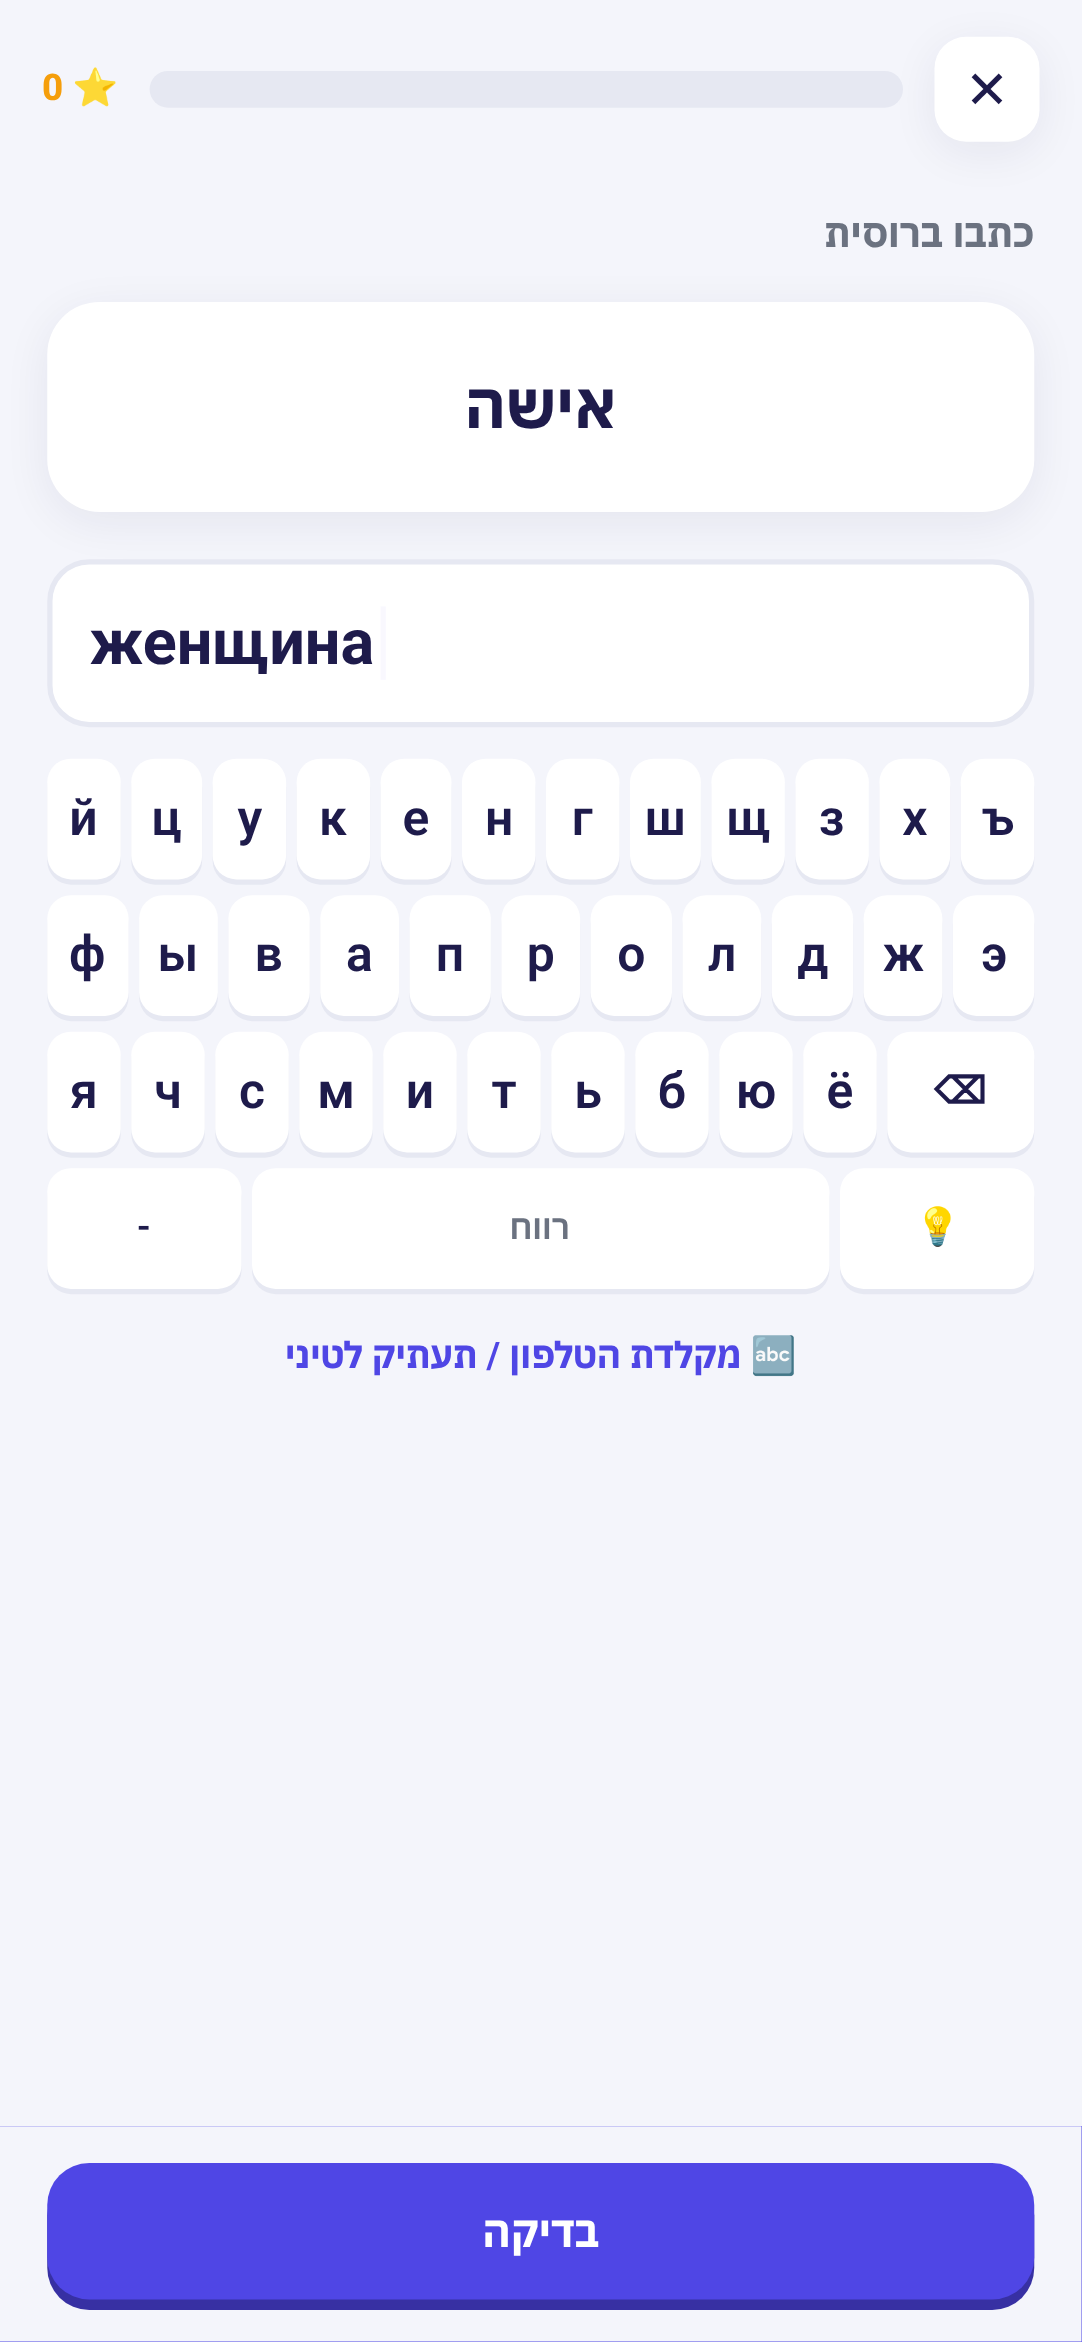 0 ⭐ ✕
כתבו ברוסית
אישה
женщина
й ц у к е н г ш щ з х ъ
ф ы в а п р о л д ж э
я ч с м и т ь б ю ё ⌫
- רווח 💡
🔤 מקלדת הטלפון / תעתיק לטיני
בדיקה